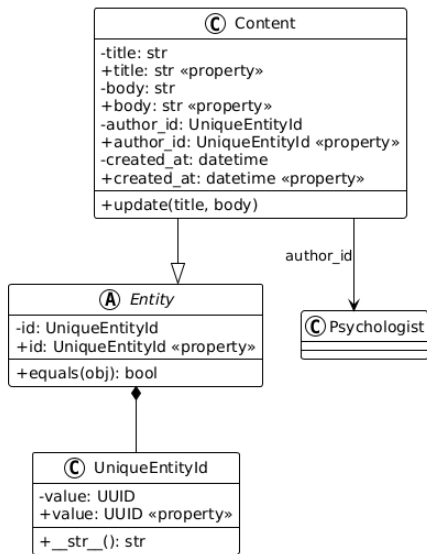 C Content
-title: str
+title: str «property»
-body: str
+body: str «property»
-author_id: UniqueEntityId
+author_id: UniqueEntityId «property»
-created_at: datetime
+created_at: datetime «property»
+update(title, body)
author_id
A Entity
-id: UniqueEntityId
+id: UniqueEntityId «property»
+equals(obj): bool
C Psychologist
C UniqueEntityId
-value: UUID
+value: UUID «property»
+__str__(): str